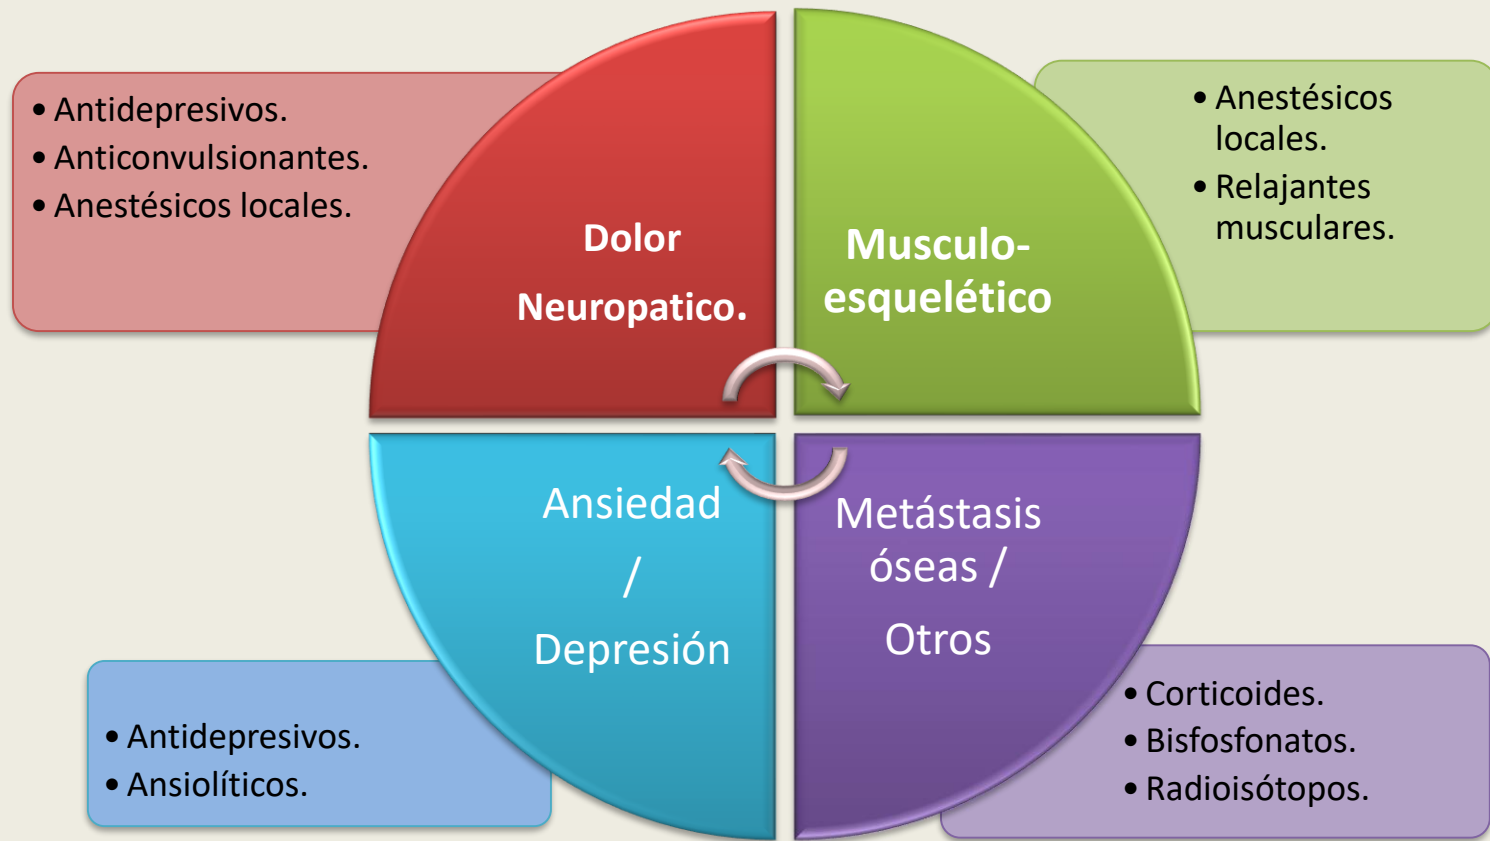 • Antidepresivos.
• Anticonvulsionantes.
• Anestésicos locales.
Dolor
Neuropatico.
Musculo-
esquelético
• Anestésicos
locales.
• Relajantes
musculares.
Ansiedad
/
Depresión
• Antidepresivos.
• Ansiolíticos.
Metástasis
óseas /
Otros
• Corticoides.
• Bisfosfonatos.
• Radioisótopos.